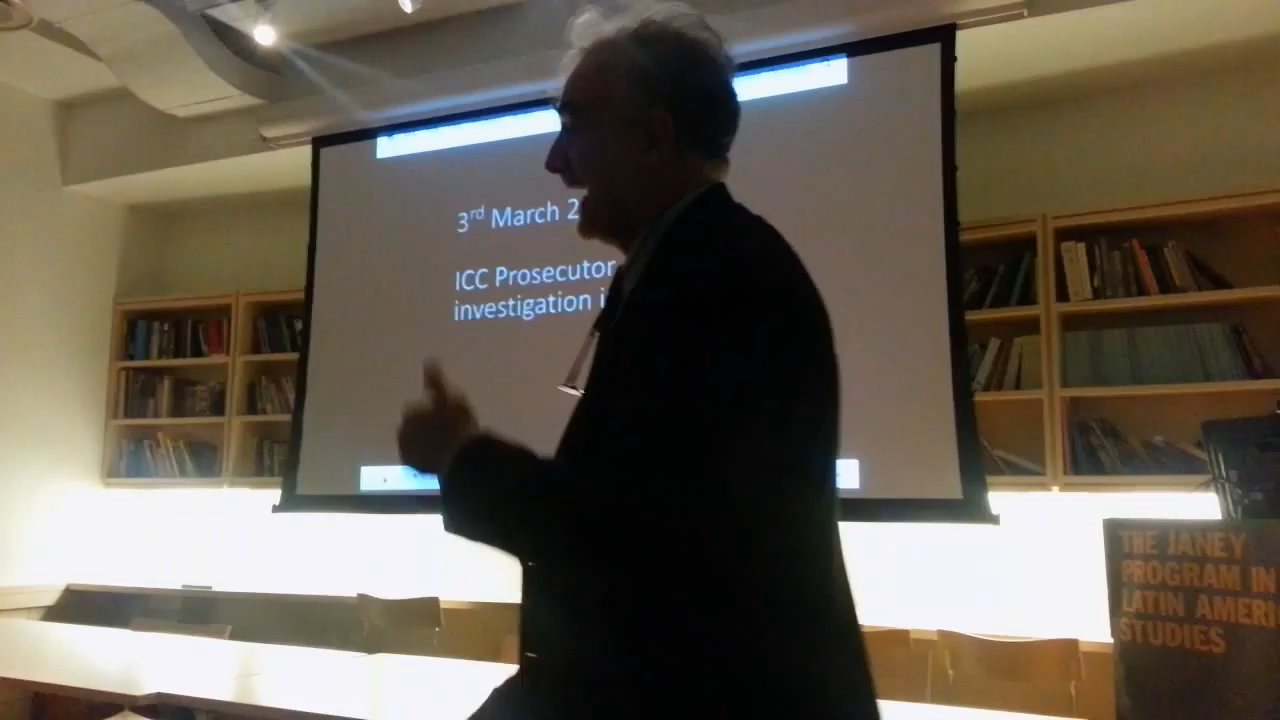 3rd March 2
ICC Prosecutor
investigation i
THE JANEY
PROGRAM IN
LATIN AMERI
STUDIES